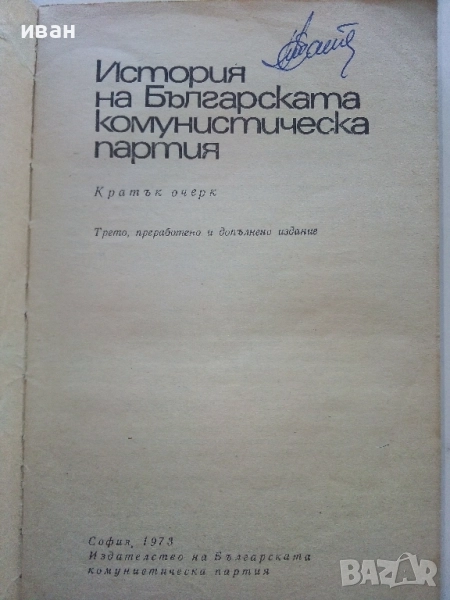 иван
История
на Българската
комунистическа
партия
Кратък очерк
Трето, преработено и допълнено издание
София, 1973
Издателство на Българската
комунистическа партия
BAZAR